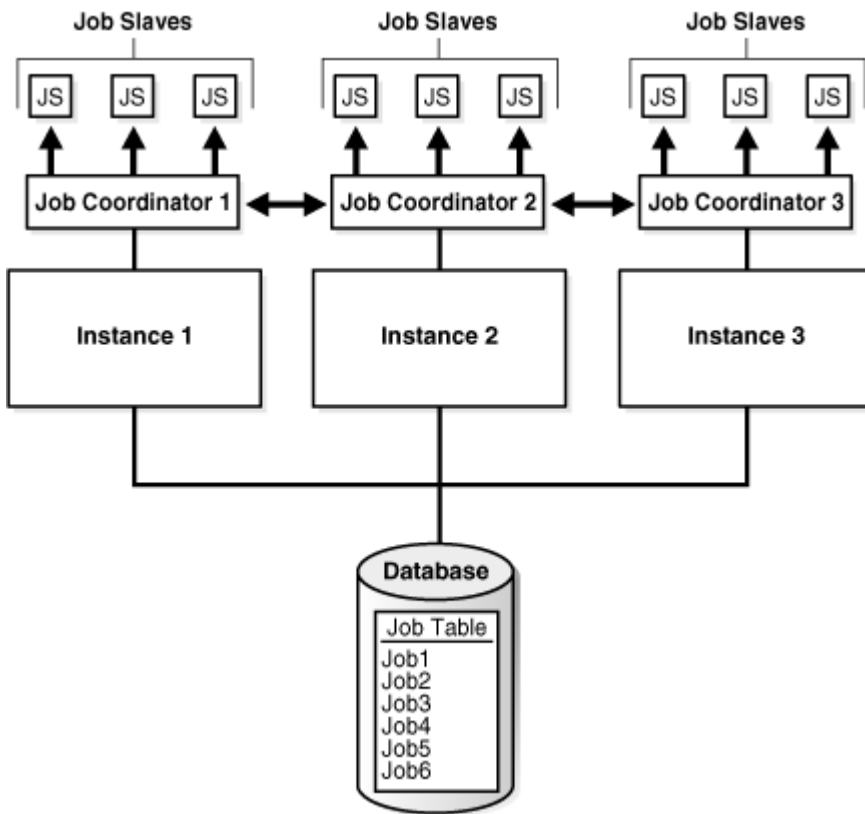 Job Slaves
Job Slaves
Job Slaves
JS JS JS
JS JS JS
JS JS JS
Job Coordinator 1
Job Coordinator 2
Job Coordinator 3
Instance 1
Instance 2
Instance 3
Database
Job Table
Job1
Job2
Job3
Job4
Job5
Job6